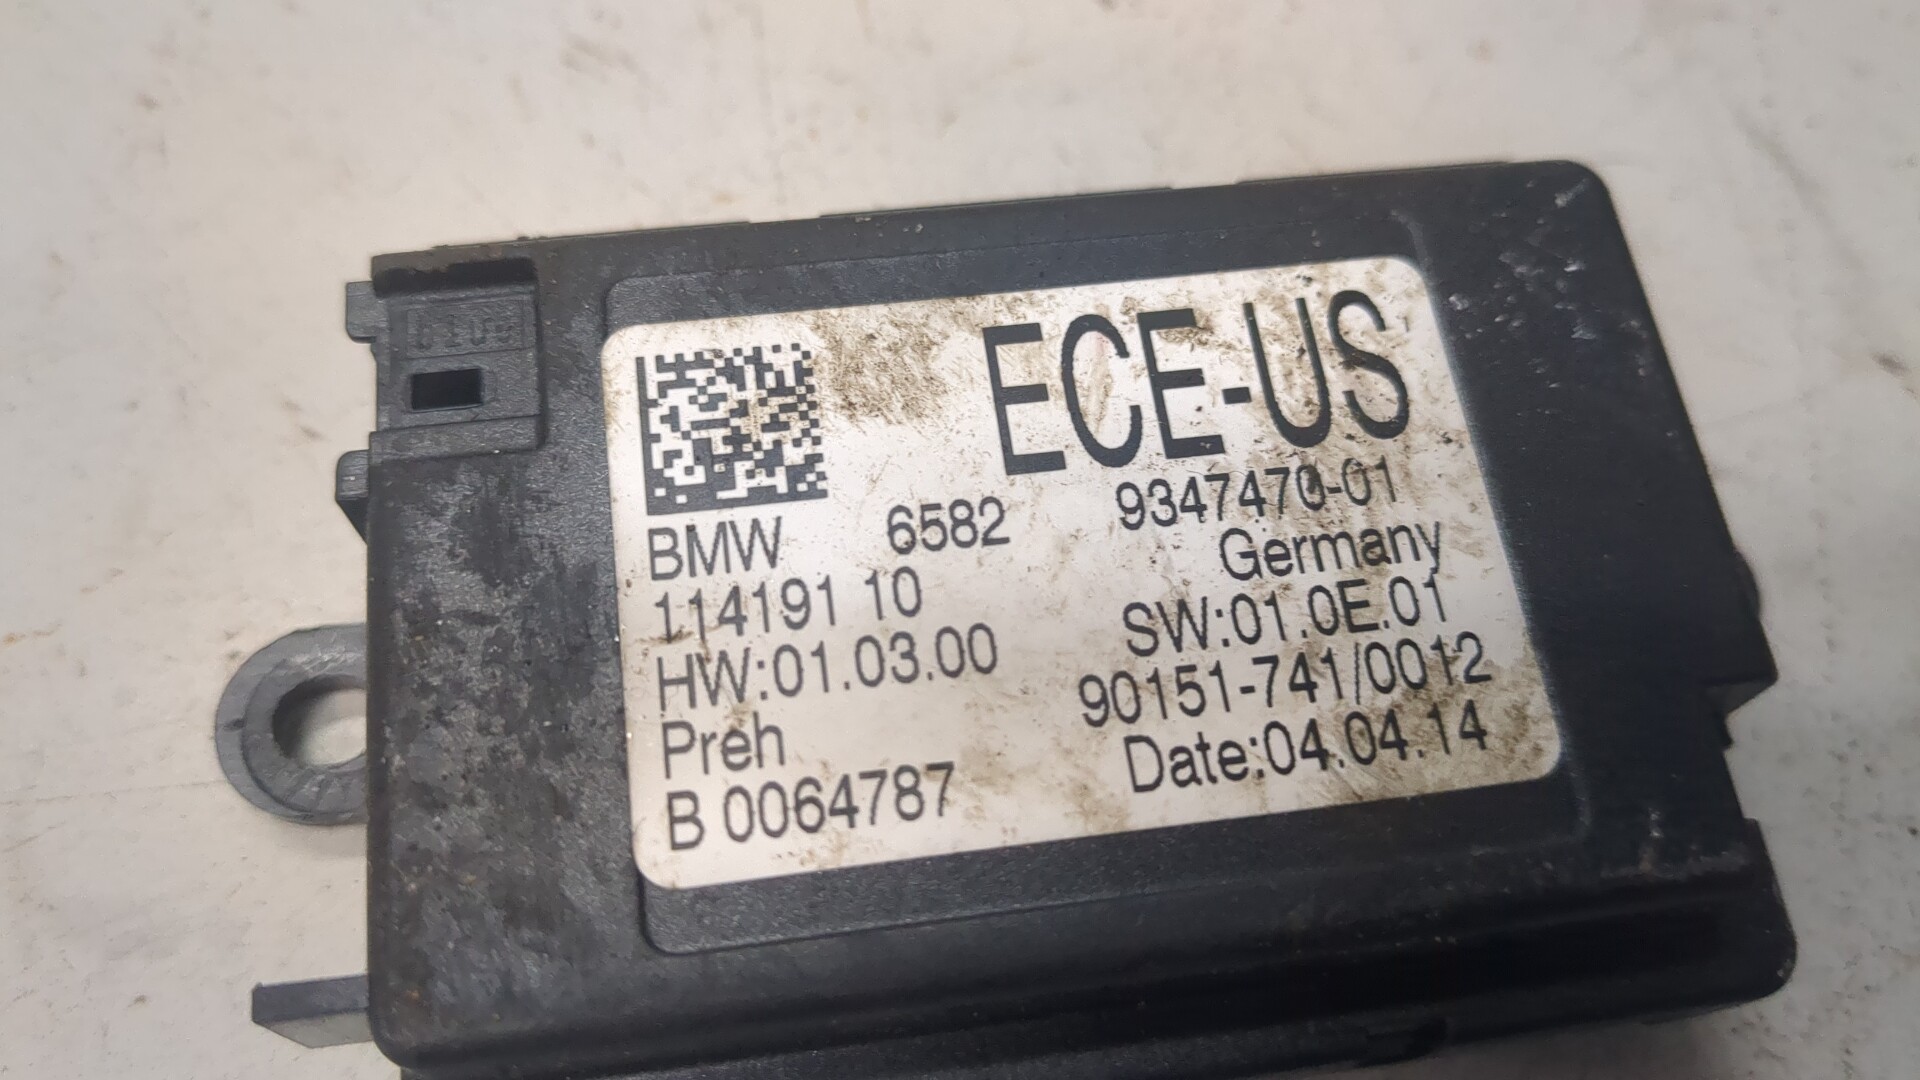 ECE-US
BMW 6582 9347470-01
114191 10 Germany
HW:01.03.00 SW:01.0E.01
Preh 90151-741/0012
B 0064787 Date:04.04.14